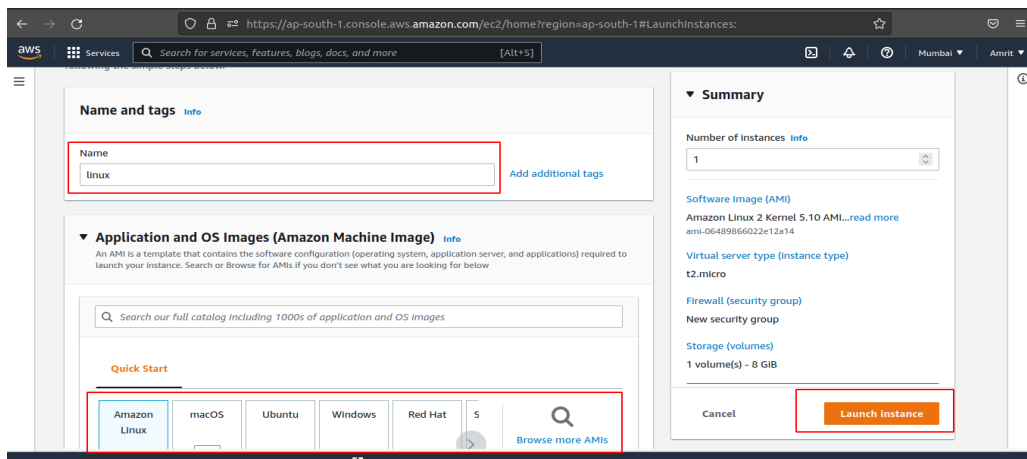 https://ap-south-1.console.aws.amazon.com/ec2/home?region=ap-south-1#LaunchInstances:
aws
Services
Search for services, features, blogs, docs, and more
[Alt+S]
Mumbai ▼
Amrit ▼
following the simple steps below.
Name and tags Info
Name
linux
Add additional tags
▼ Application and OS Images (Amazon Machine Image) Info
An AMI is a template that contains the software configuration (operating system, application server, and applications) required to
launch your instance. Search or Browse for AMIs if you don't see what you are looking for below
Search our full catalog including 1000s of application and OS images
Quick Start
Amazon
Linux
macOS
Ubuntu
Windows
Red Hat
S
Browse more AMIs
▼ Summary
Number of instances Info
1
Software Image (AMI)
Amazon Linux 2 Kernel 5.10 AMI...read more
ami-06489866022e12a14
Virtual server type (instance type)
t2.micro
Firewall (security group)
New security group
Storage (volumes)
1 volume(s) - 8 GiB
Cancel
Launch instance